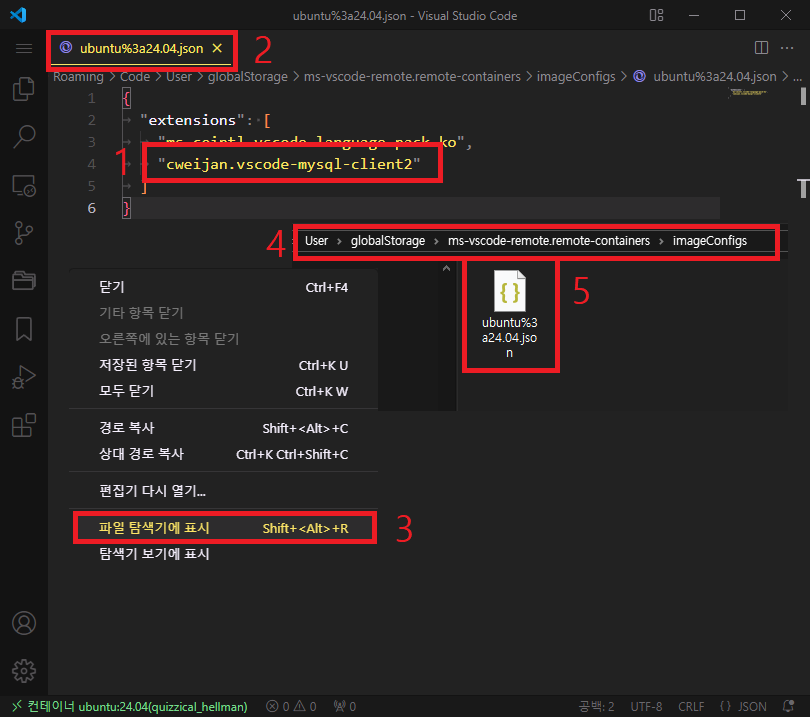 ubuntu%3a24.04.json - Visual Studio Code
ubuntu%3a24.04.json
2
Roaming > Code > User > globalStorage > ms-vscode-remote.remote-containers > imageConfigs > ubuntu%3a24.04.json > ...
1 {
2 "extensions": [
3 "ms-ceintl.vscode-language-pack-ko",
1
4 "cweijan.vscode-mysql-client2"
5 ]
6 }
4
User > globalStorage > ms-vscode-remote.remote-containers > imageConfigs
{ }
ubuntu%3
a24.04.jso
n
5
닫기 Ctrl+F4
기타 항목 닫기
오른쪽에 있는 항목 닫기
저장된 항목 닫기 Ctrl+K U
모두 닫기 Ctrl+K W
경로 복사 Shift+<Alt>+C
상대 경로 복사 Ctrl+K Ctrl+Shift+C
편집기 다시 열기...
파일 탐색기에 표시 Shift+<Alt>+R
3
탐색기 보기에 표시
컨테이너 ubuntu:24.04(quizzical_hellman) 0 0 0 공백: 2 UTF-8 CRLF { } JSON